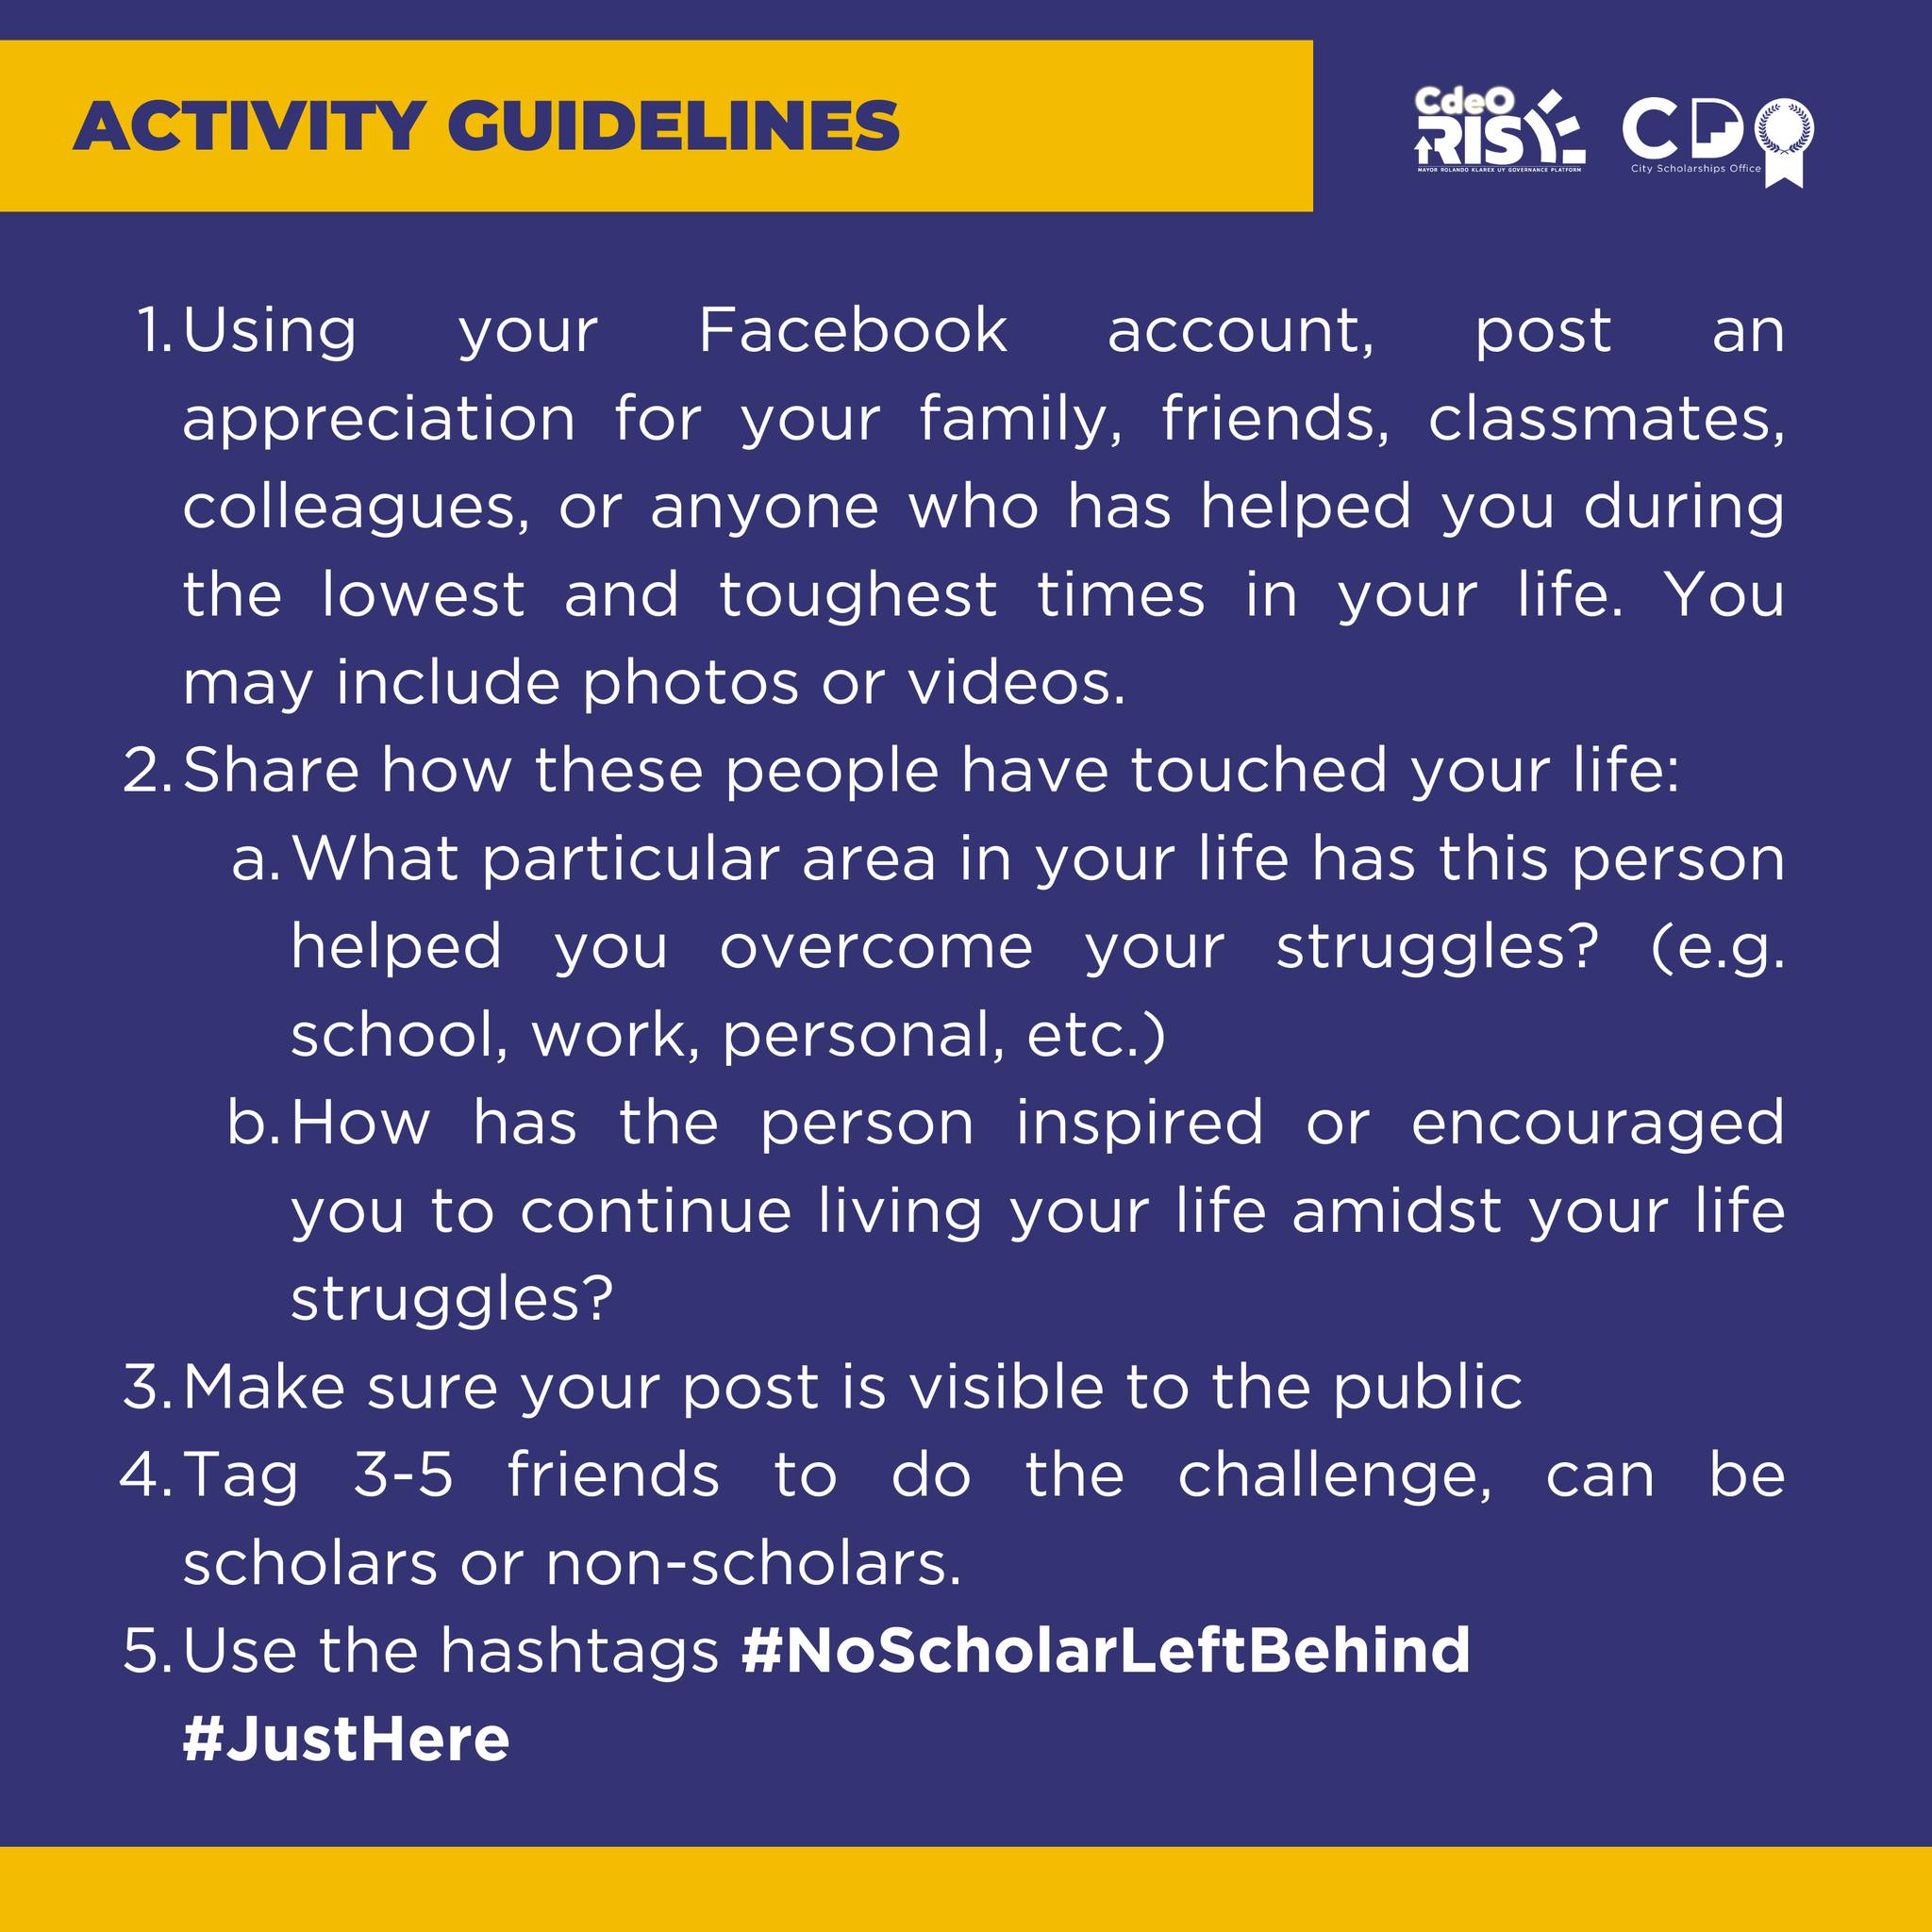 ACTIVITY GUIDELINES
CdeO
RISE
MAYOR ROLANDO KLAREX UY GOVERNANCE PLATFORM
CDO
City Scholarships Office
1. Using your Facebook account, post an
appreciation for your family, friends, classmates,
colleagues, or anyone who has helped you during
the lowest and toughest times in your life. You
may include photos or videos.
2. Share how these people have touched your life:
a. What particular area in your life has this person
helped you overcome your struggles? (e.g.
school, work, personal, etc.)
b. How has the person inspired or encouraged
you to continue living your life amidst your life
struggles?
3. Make sure your post is visible to the public
4. Tag 3-5 friends to do the challenge, can be
scholars or non-scholars.
5. Use the hashtags #NoScholarLeftBehind
#JustHere